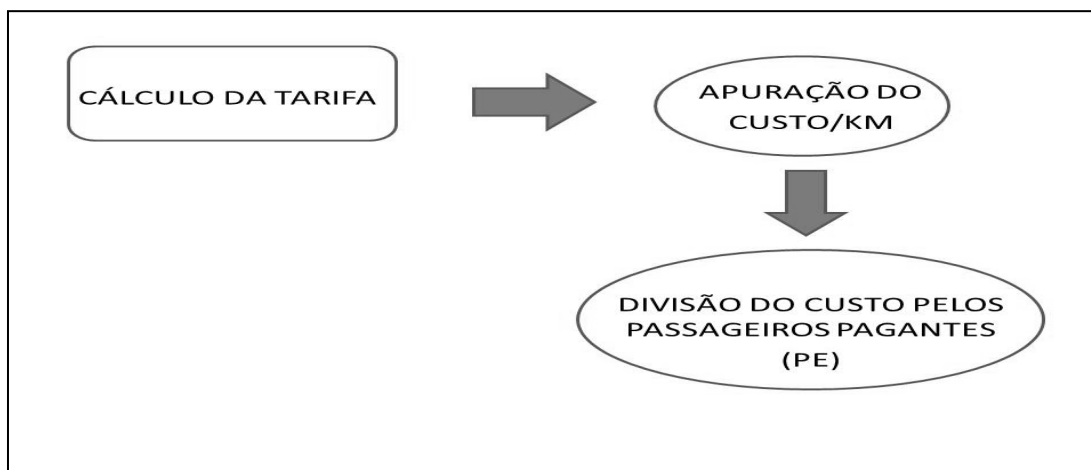 CÁLCULO DA TARIFA
APURAÇÃO DO
CUSTO/KM
DIVISÃO DO CUSTO PELOS
PASSAGEIROS PAGANTES
(PE)